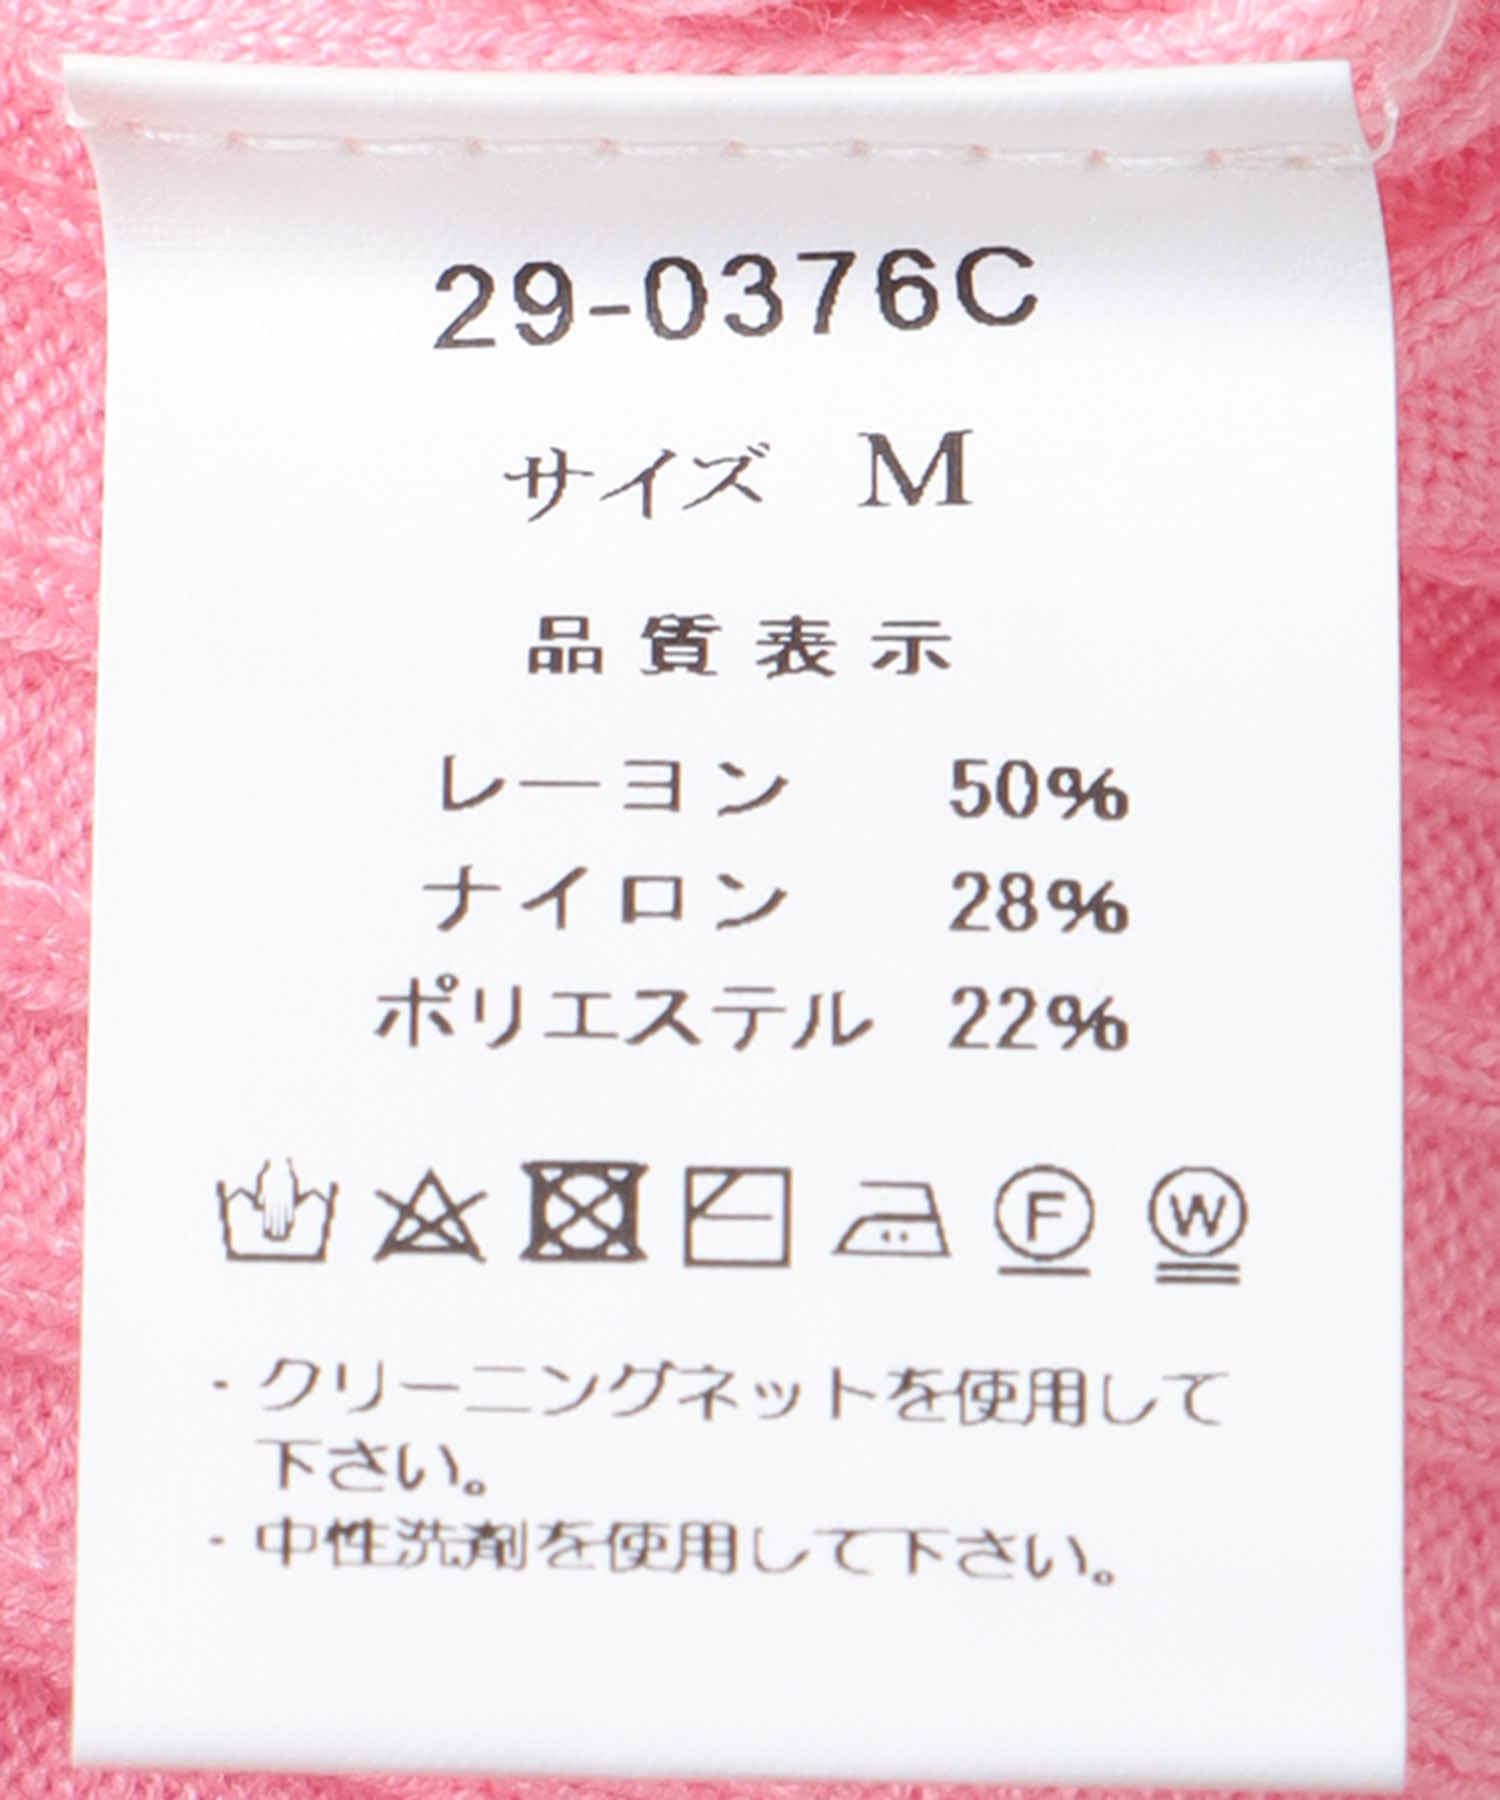 29-0376C
サイズ M
品質表示
レーヨン 50%
ナイロン 28%
ポリエステル 22%
F W
・クリーニングネットを使用して
下さい。
・中性洗剤を使用して下さい。